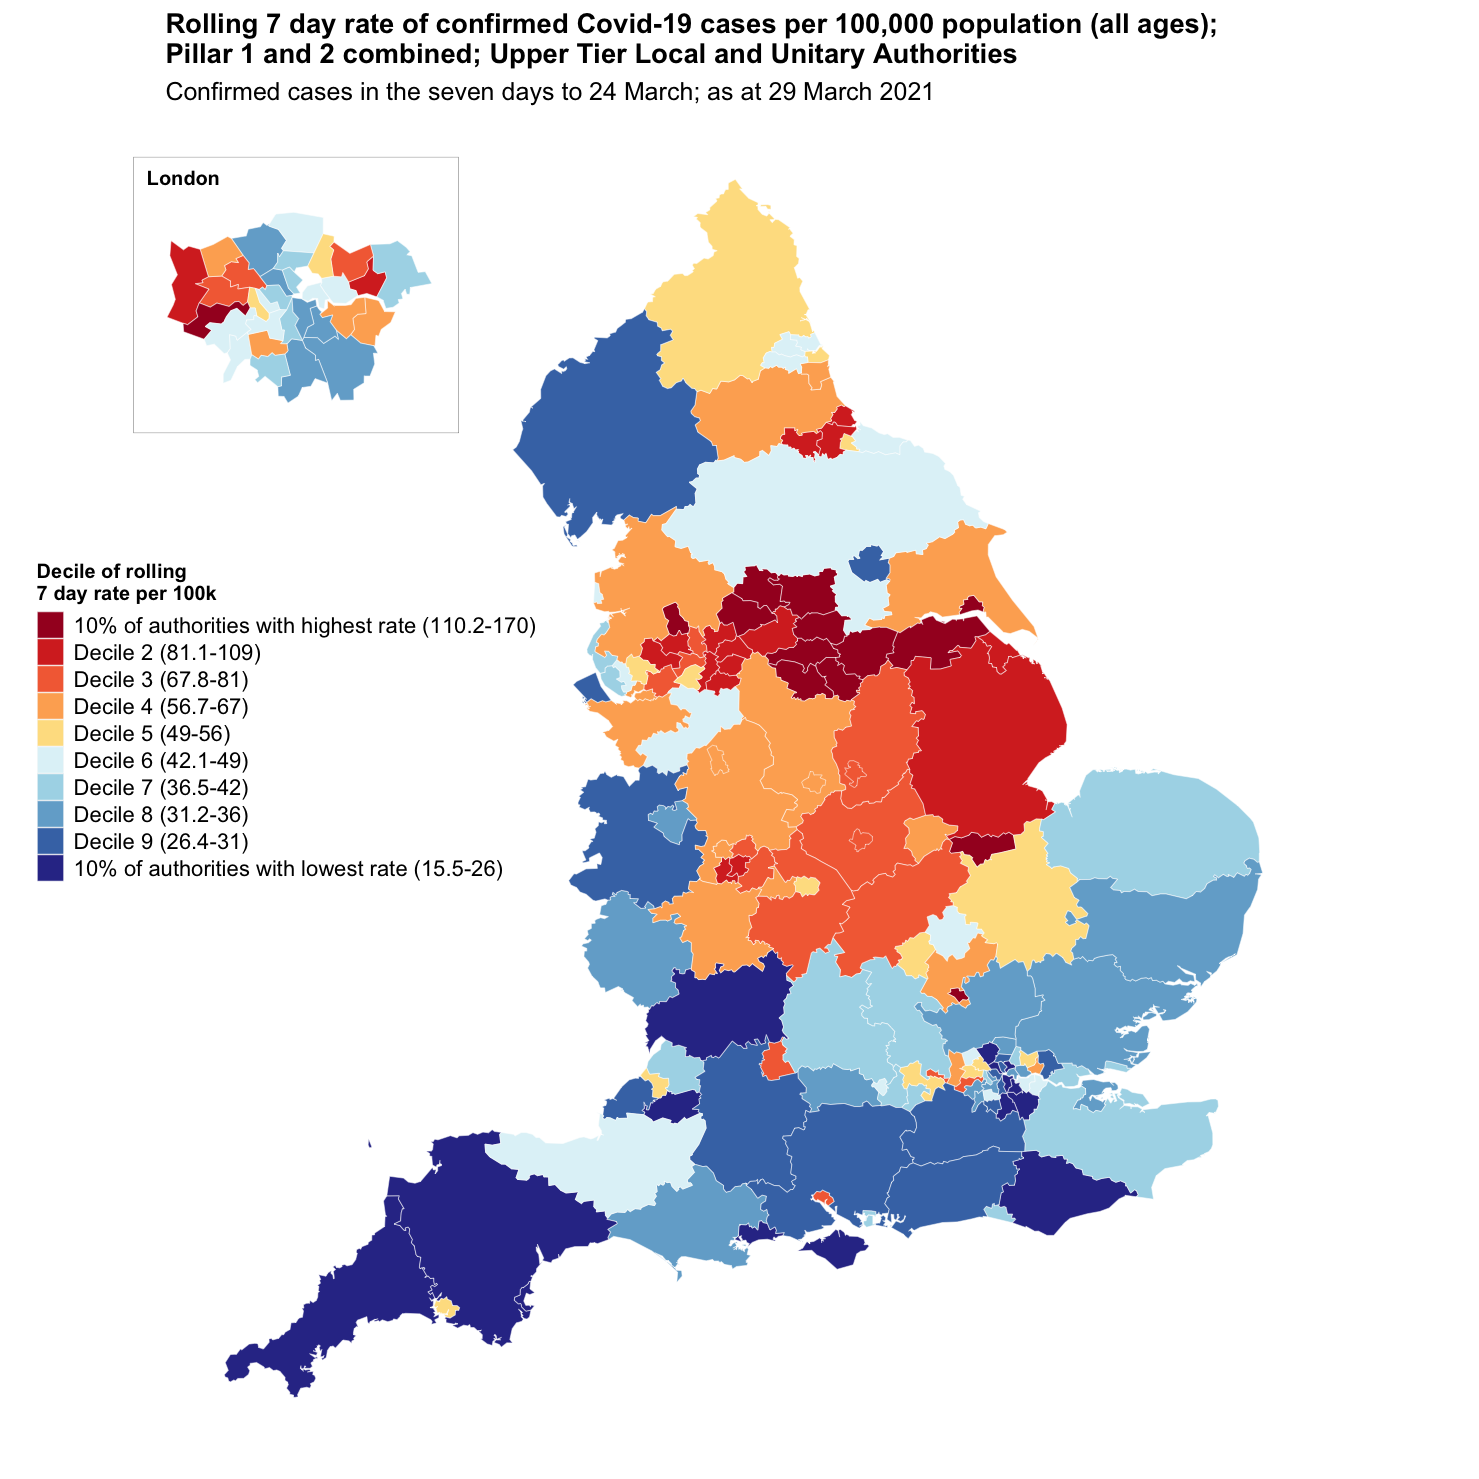 Rolling 7 day rate of confirmed Covid-19 cases per 100,000 population (all ages);
Pillar 1 and 2 combined; Upper Tier Local and Unitary Authorities
Confirmed cases in the seven days to 24 March; as at 29 March 2021
London
Decile of rolling
7 day rate per 100k
10% of authorities with highest rate (110.2-170)
Decile 2 (81.1-109)
Decile 3 (67.8-81)
Decile 4 (56.7-67)
Decile 5 (49-56)
Decile 6 (42.1-49)
Decile 7 (36.5-42)
Decile 8 (31.2-36)
Decile 9 (26.4-31)
10% of authorities with lowest rate (15.5-26)